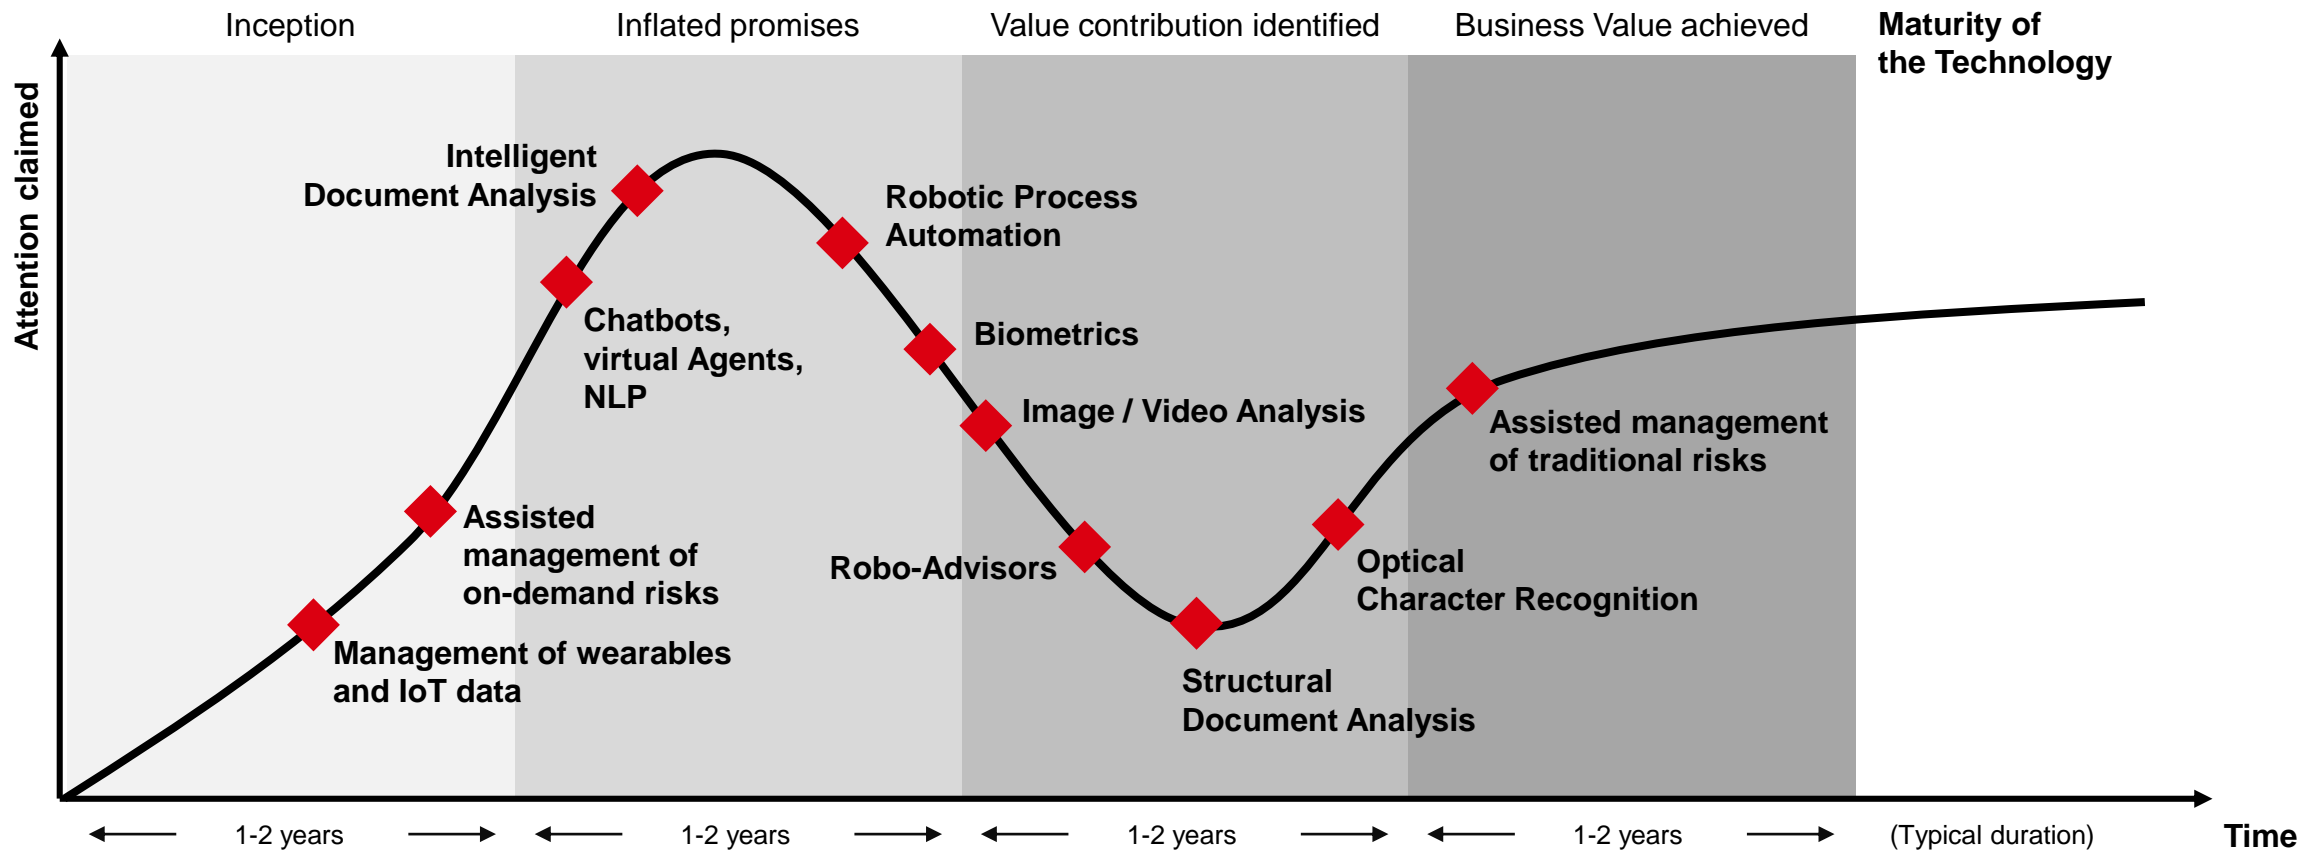 Inception
Inflated promises
Value contribution identified
Business Value achieved
Maturity of
the Technology
Attention claimed
Intelligent
Document Analysis
Robotic Process
Automation
Chatbots,
virtual Agents,
NLP
Biometrics
Image / Video Analysis
Assisted management
of traditional risks
Assisted
management of
on-demand risks
Robo-Advisors
Optical
Character Recognition
Management of wearables
and IoT data
Structural
Document Analysis
1-2 years
1-2 years
1-2 years
1-2 years
(Typical duration)
Time